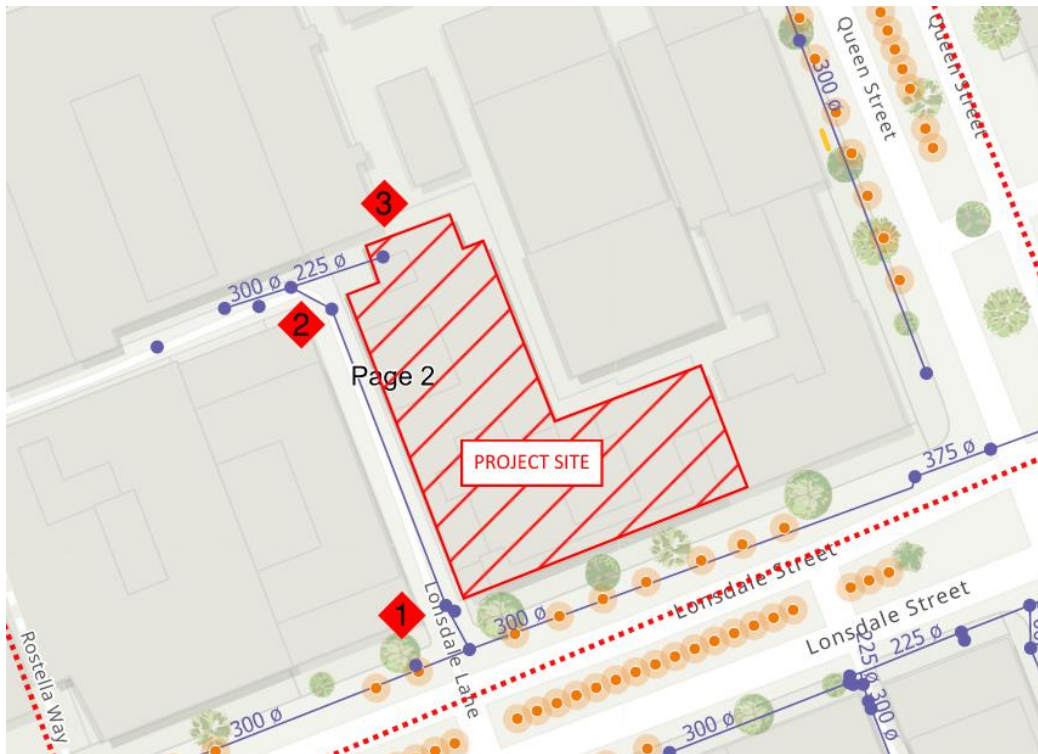 300 ø
Queen Street
Queen Street
3
300 ø
225 ø
2
Page 2
PROJECT SITE
375 ø
1
Lonsdale Lane
300 ø
Lonsdale Street
Lonsdale Street
225 ø
225 ø
300 ø
300 ø
300 ø
Rostella Way